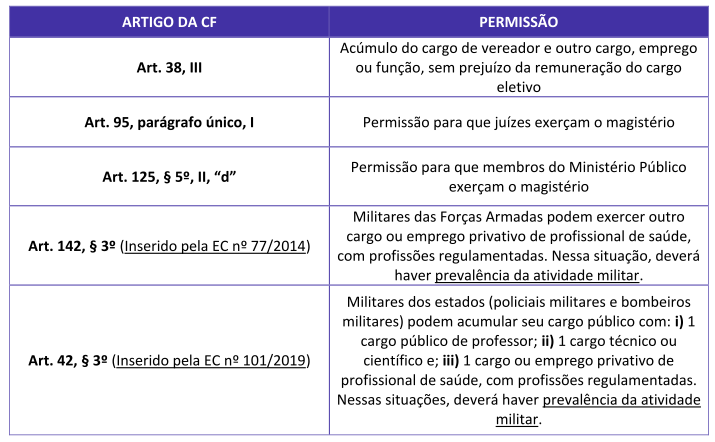 ARTIGO DA CF
PERMISSÃO
Art. 38, III
Acúmulo do cargo de vereador e outro cargo, emprego
ou função, sem prejuízo da remuneração do cargo
eletivo
Art. 95, parágrafo único, I
Permissão para que juízes exerçam o magistério
Art. 125, § 5º, II, “d”
Permissão para que membros do Ministério Público
exerçam o magistério
Art. 142, § 3º (Inserido pela EC nº 77/2014)
Militares das Forças Armadas podem exercer outro
cargo ou emprego privativo de profissional de saúde,
com profissões regulamentadas. Nessa situação, deverá
haver prevalência da atividade militar.
Art. 42, § 3º (Inserido pela EC nº 101/2019)
Militares dos estados (policiais militares e bombeiros
militares) podem acumular seu cargo público com: i) 1
cargo público de professor; ii) 1 cargo técnico ou
científico e; iii) 1 cargo ou emprego privativo de
profissional de saúde, com profissões regulamentadas.
Nessas situações, deverá haver prevalência da atividade
militar.